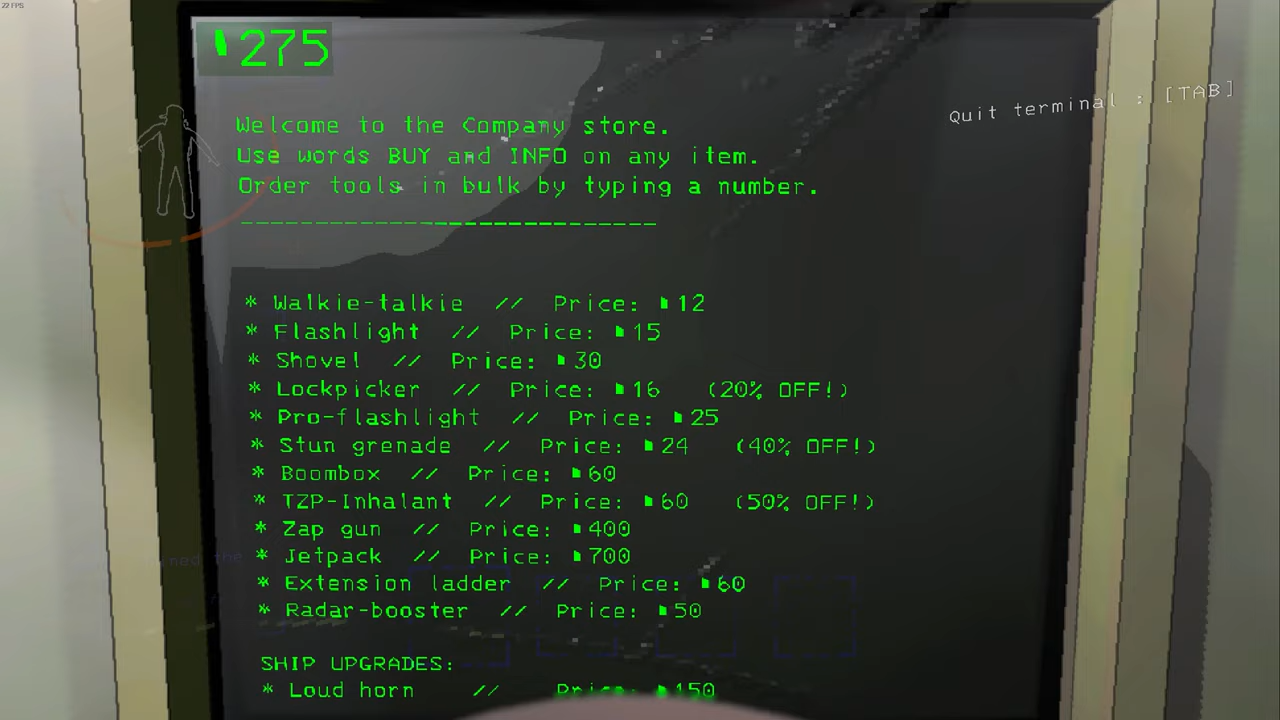 22 FPS
▮275
Quit terminal : [TAB]
Welcome to the Company store.
Use words BUY and INFO on any item.
Order tools in bulk by typing a number.
----------------------------
* Walkie-talkie // Price: ▮12
* Flashlight // Price: ▮15
* Shovel // Price: ▮30
* Lockpicker // Price: ▮16 (20% OFF!)
* Pro-flashlight // Price: ▮25
* Stun grenade // Price: ▮24 (40% OFF!)
* Boombox // Price: ▮60
* TZP-Inhalant // Price: ▮60 (50% OFF!)
* Zap gun // Price: ▮400
* Jetpack // Price: ▮700
* Extension ladder // Price: ▮60
* Radar-booster // Price: ▮50
SHIP UPGRADES:
* Loud horn // Price: ▮150